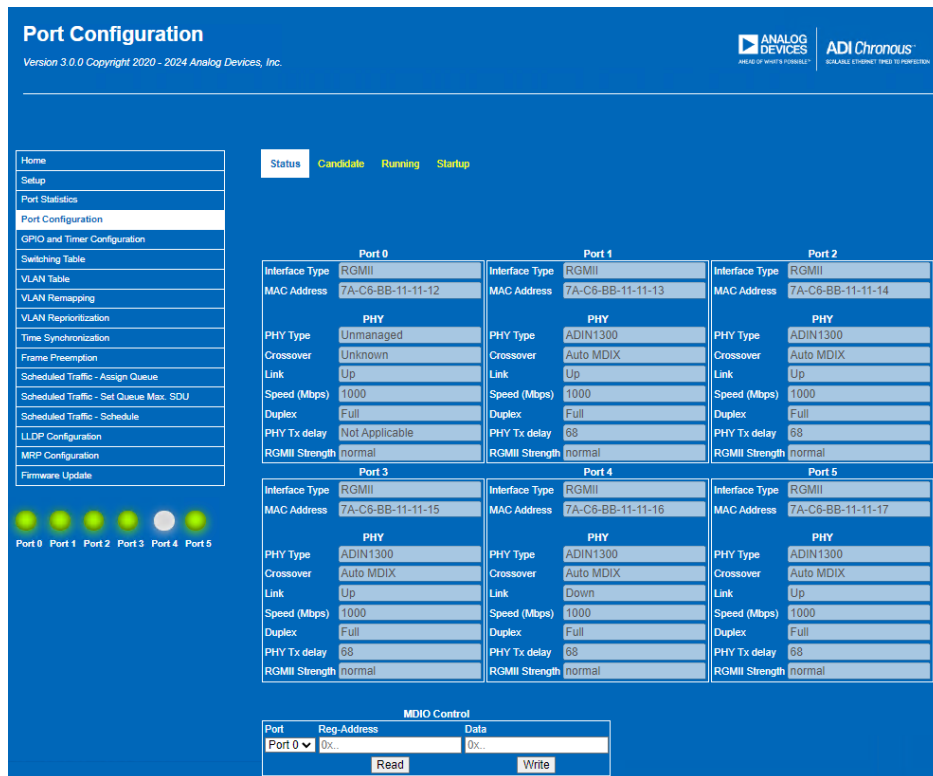 Port Configuration
Version 3.0.0 Copyright 2020 - 2024 Analog Devices, Inc.
ANALOG
DEVICES
AHEAD OF WHAT'S POSSIBLE™
ADI Chronous™
SCALABLE ETHERNET TIMED TO PERFECTION
Home
Setup
Port Statistics
Port Configuration
GPIO and Timer Configuration
Switching Table
VLAN Table
VLAN Remapping
VLAN Reprioritization
Time Synchronization
Frame Preemption
Scheduled Traffic - Assign Queue
Scheduled Traffic - Set Queue Max. SDU
Scheduled Traffic - Schedule
LLDP Configuration
MRP Configuration
Firmware Update
Port 0 Port 1 Port 2 Port 3 Port 4 Port 5
Status Candidate Running Startup
Port 0
Interface Type RGMII
MAC Address 7A-C6-BB-11-11-12
PHY
PHY Type Unmanaged
Crossover Unknown
Link Up
Speed (Mbps) 1000
Duplex Full
PHY Tx delay Not Applicable
RGMII Strength normal
Port 1
Interface Type RGMII
MAC Address 7A-C6-BB-11-11-13
PHY
PHY Type ADIN1300
Crossover Auto MDIX
Link Up
Speed (Mbps) 1000
Duplex Full
PHY Tx delay 68
RGMII Strength normal
Port 2
Interface Type RGMII
MAC Address 7A-C6-BB-11-11-14
PHY
PHY Type ADIN1300
Crossover Auto MDIX
Link Up
Speed (Mbps) 1000
Duplex Full
PHY Tx delay 68
RGMII Strength normal
Port 3
Interface Type RGMII
MAC Address 7A-C6-BB-11-11-15
PHY
PHY Type ADIN1300
Crossover Auto MDIX
Link Up
Speed (Mbps) 1000
Duplex Full
PHY Tx delay 68
RGMII Strength normal
Port 4
Interface Type RGMII
MAC Address 7A-C6-BB-11-11-16
PHY
PHY Type ADIN1300
Crossover Auto MDIX
Link Down
Speed (Mbps) 1000
Duplex Full
PHY Tx delay 68
RGMII Strength normal
Port 5
Interface Type RGMII
MAC Address 7A-C6-BB-11-11-17
PHY
PHY Type ADIN1300
Crossover Auto MDIX
Link Up
Speed (Mbps) 1000
Duplex Full
PHY Tx delay 68
RGMII Strength normal
MDIO Control
Port Reg-Address Data
Port 0 0x.. 0x..
Read Write